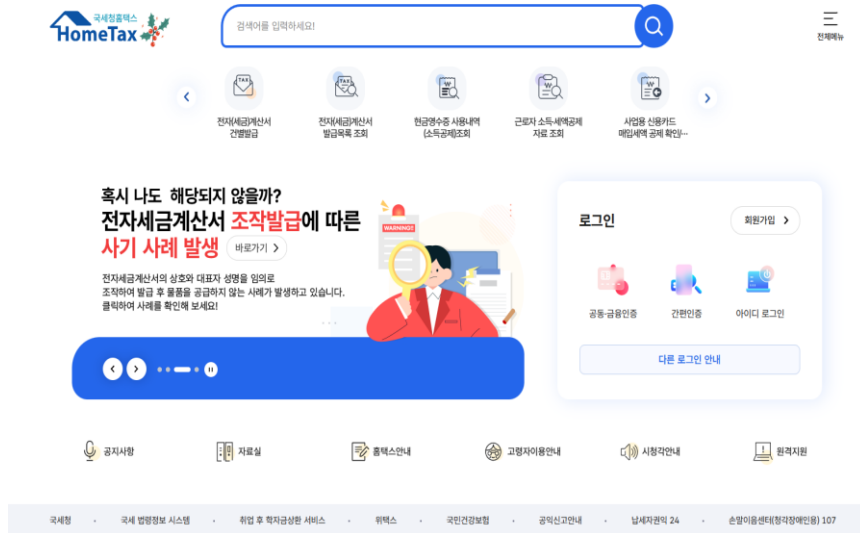 국세청홈택스
HomeTax
검색어를 입력하세요!
전체메뉴
TAX
전자(세금)계산서
건별발급
TAX
전자(세금)계산서
발급목록 조회
현금영수증 사용내역
(소득공제)조회
근로자 소득·세액공제
자료 조회
사업용 신용카드
매입세액 공제 확인/···
혹시 나도 해당되지 않을까?
전자세금계산서 조작발급에 따른
사기 사례 발생
바로가기
전자세금계산서의 상호와 대표자 성명을 임의로
조작하여 발급 후 물품을 공급하지 않는 사례가 발생하고 있습니다.
클릭하여 사례를 확인해 보세요!
WARNING!
로그인
회원가입
공동·금융인증
간편인증
아이디 로그인
다른 로그인 안내
공지사항
자료실
홈택스안내
고령자이용안내
시청각안내
원격지원
국세청 · 국세 법령정보 시스템 · 취업 후 학자금상환 서비스 · 위택스 · 국민건강보험 · 공익신고안내 · 납세자권익 24 · 손말이음센터(청각장애인용) 107